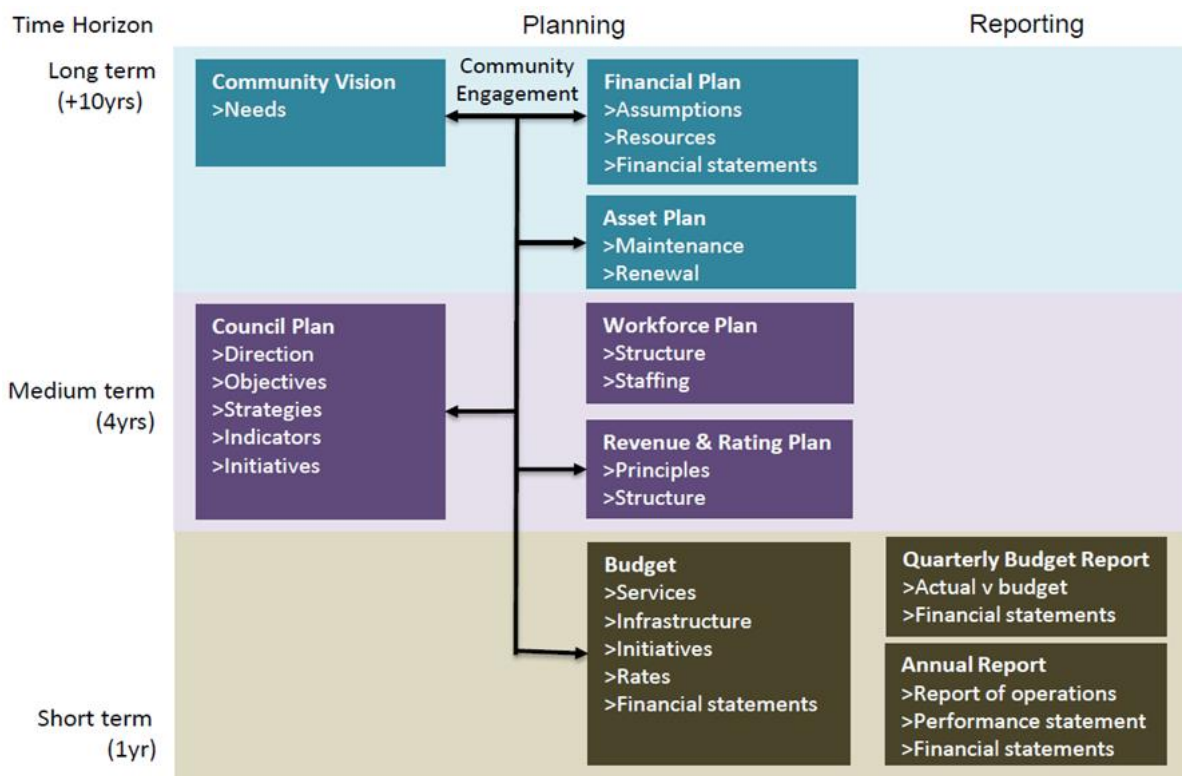 Time Horizon
Planning
Reporting
Long term
(+10yrs)
Community Vision
>Needs
Community
Engagement
Financial Plan
>Assumptions
>Resources
>Financial statements
Asset Plan
>Maintenance
>Renewal
Medium term
(4yrs)
Council Plan
>Direction
>Objectives
>Strategies
>Indicators
>Initiatives
Workforce Plan
>Structure
>Staffing
Revenue & Rating Plan
>Principles
>Structure
Short term
(1yr)
Budget
>Services
>Infrastructure
>Initiatives
>Rates
>Financial statements
Quarterly Budget Report
>Actual v budget
>Financial statements
Annual Report
>Report of operations
>Performance statement
>Financial statements